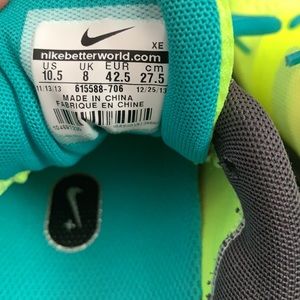 XE
nikebetterworld.com
US UK EUR cm
10.5 8 42.5 27.5
11/13/13 615588-706 12/25/13
MADE IN CHINA
FABRIQUE EN CHINE